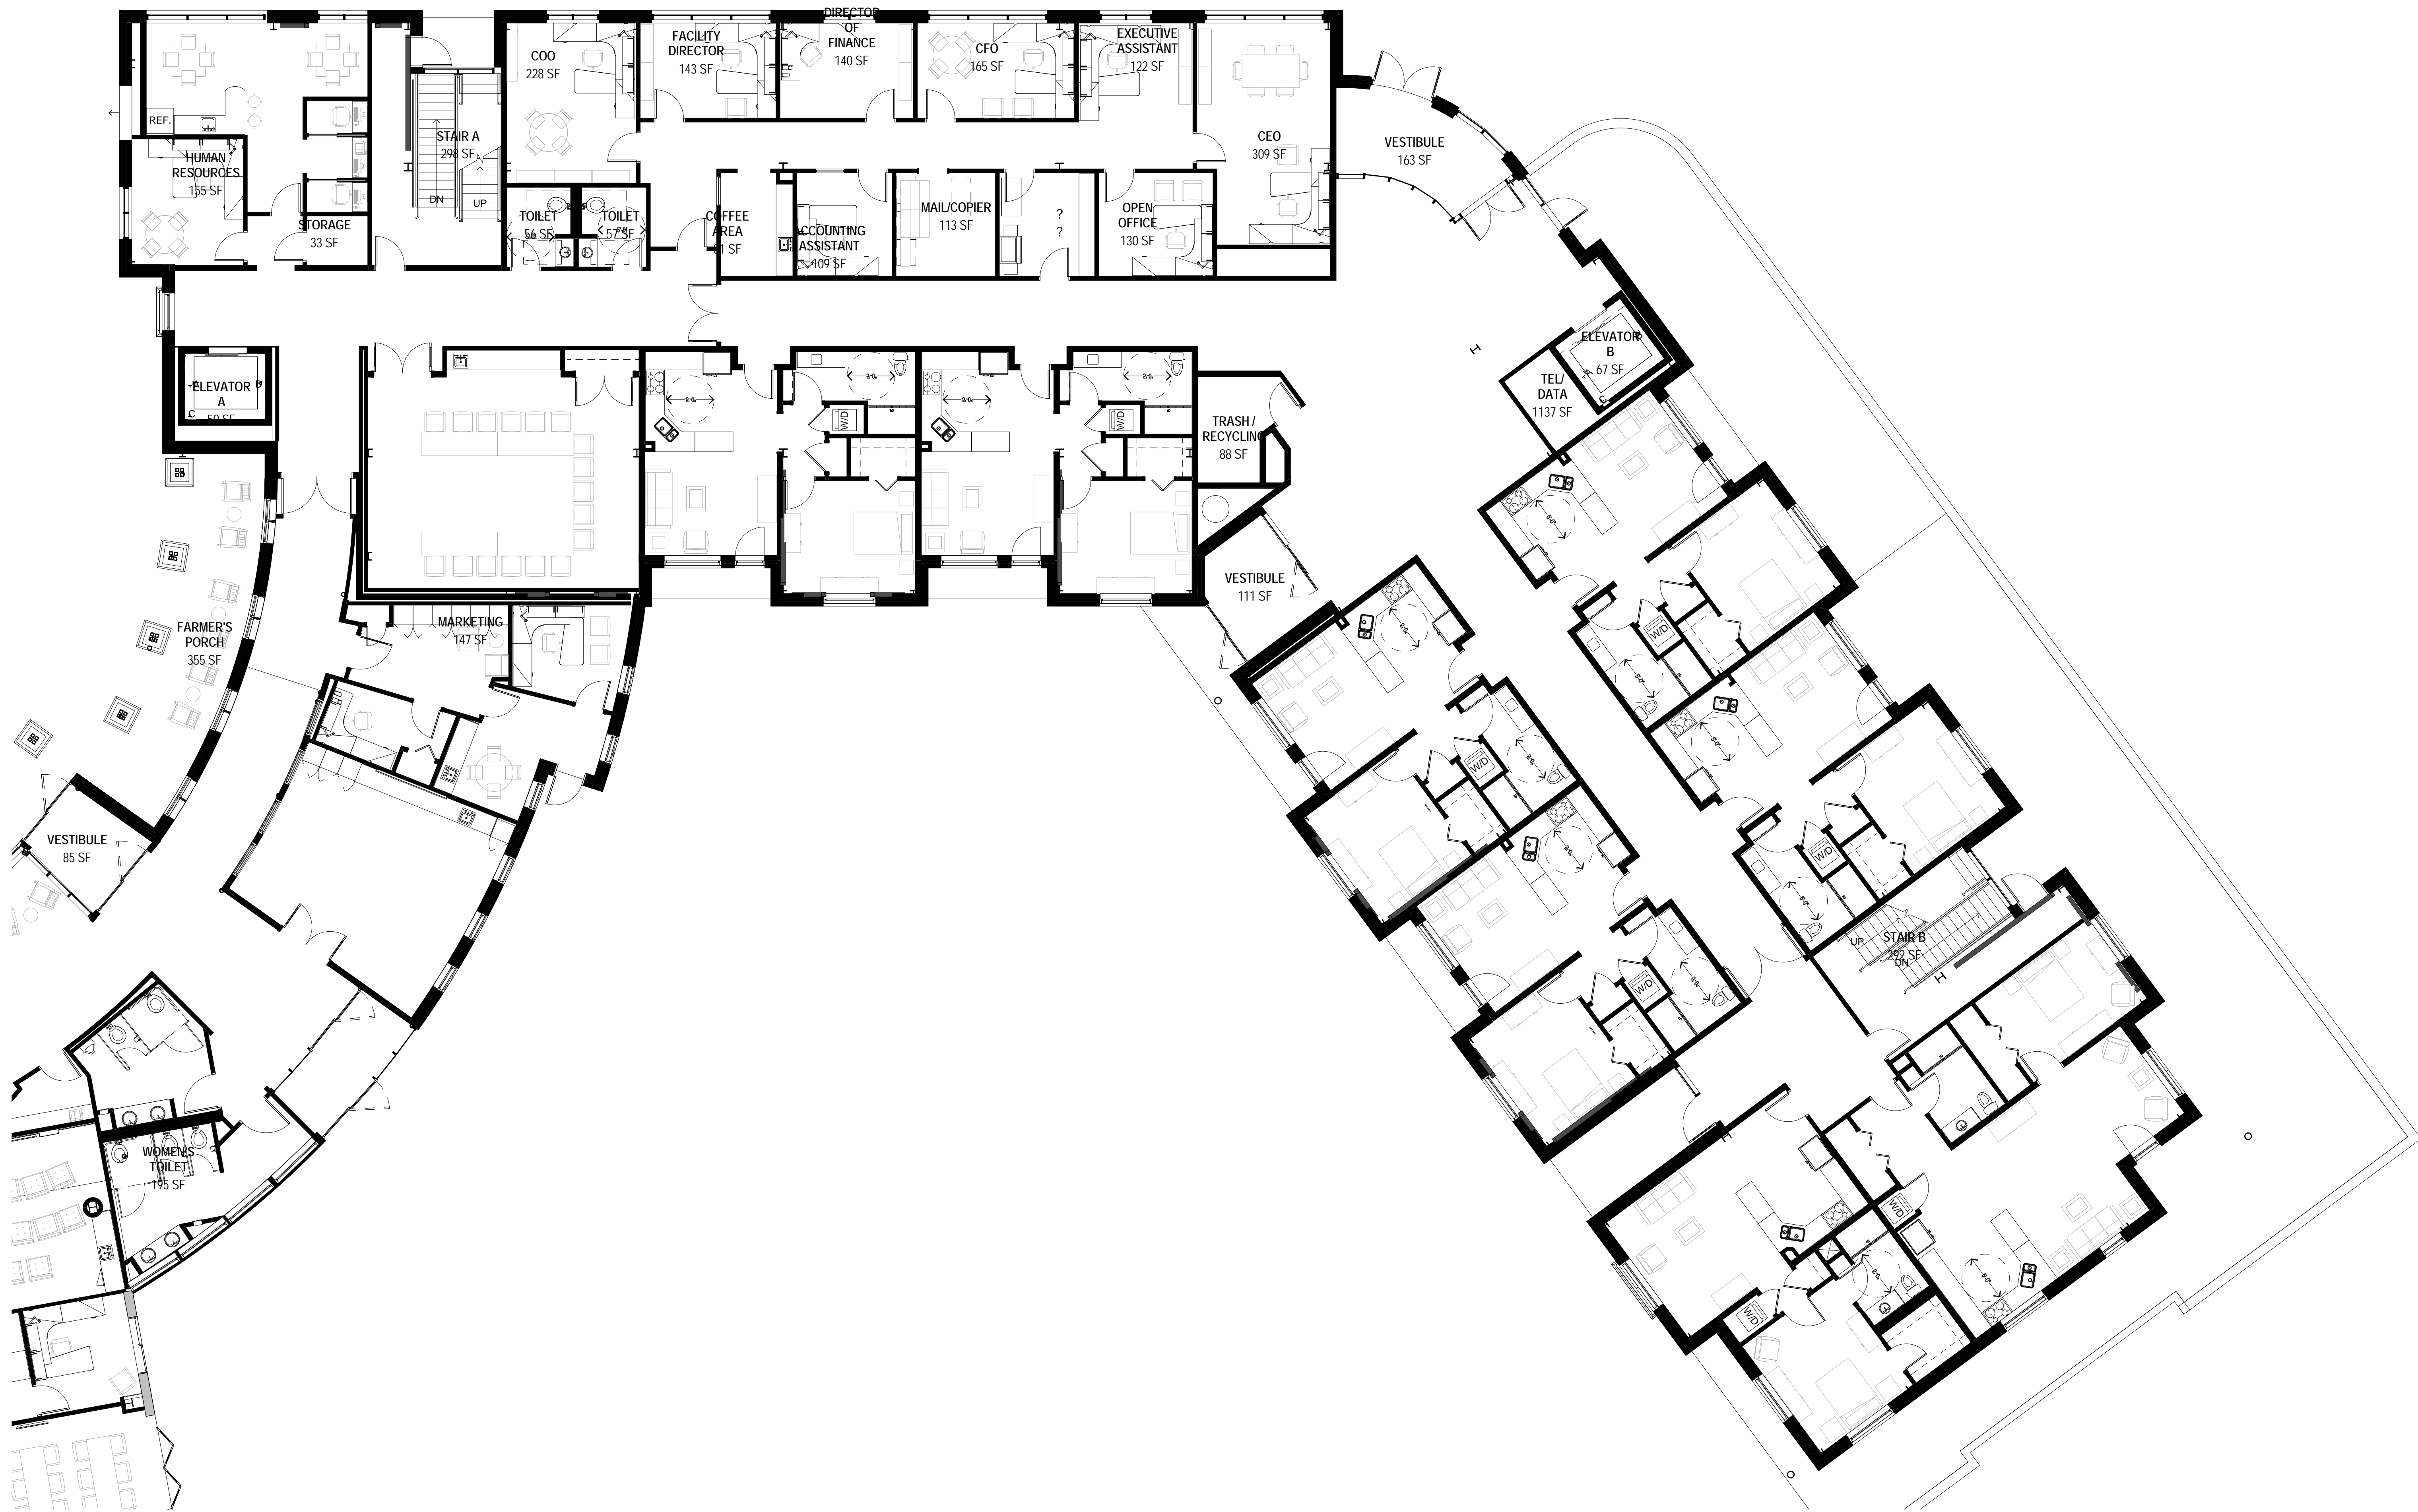 COO
228 SF
FACILITY
DIRECTOR
143 SF
DIRECTOR
OF
FINANCE
140 SF
CFO
165 SF
EXECUTIVE
ASSISTANT
122 SF
CEO
309 SF
VESTIBULE
163 SF
REF.
HUMAN
RESOURCES
155 SF
STORAGE
33 SF
STAIR A
298 SF
DN
UP
TOILET
56 SF
TOILET
57 SF
COFFEE
AREA
ACCOUNTING
ASSISTANT
109 SF
MAIL/COPIER
113 SF
?
?
OPEN
OFFICE
130 SF
ELEVATOR
A
59 SF
ELEVATOR
B
67 SF
TEL/
DATA
1137 SF
W/D
W/D
TRASH /
RECYCLING
88 SF
VESTIBULE
111 SF
FARMER'S
PORCH
355 SF
MARKETING
147 SF
VESTIBULE
85 SF
W/D
W/D
W/D
W/D
UP
STAIR B
292 SF
DN
WOMEN'S
TOILET
195 SF
W/D
W/D